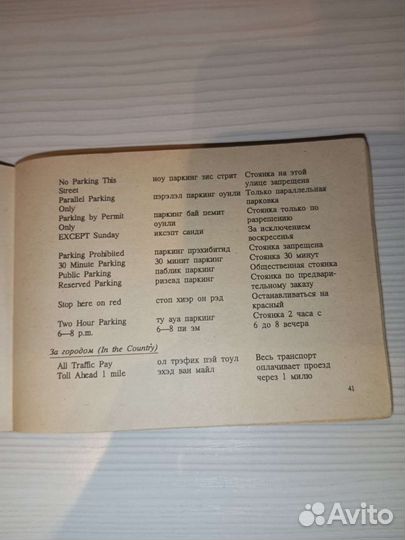 No Parking This ноу паркинг зис стрит Стоянка на этой
Street улице запрещена
Parallel Parking пэрэлэл паркинг оунли Только параллельная
Only парковка
Parking by Permit паркинг бай пемит Стоянка только по
Only оунли разрешению
EXCEPT Sunday иксэпт санди За исключением
воскресенья
Parking Prohibiied паркинг прэхибитид Стоянка запрещена
30 Minute Parking 30 минит паркинг Стоянка 30 минут
Public Parking паблик паркинг Общественная стоянка
Reserved Parking ризевд паркинг Стоянка по предвари-
тельному заказу
Stop here on red стоп хиэр он рэд Останавливаться на
красный
Two Hour Parking ту ауа паркинг Стоянка 2 часа с
6—8 p.m. 6—8 пи эм 6 до 8 вечера
За городом (In the Country)
All Traffic Pay ол трэфик пэй тоул Весь транспорт
Toll Ahead 1 mile эхэд ван майл оплачивает проезд
через 1 милю
41
Avito